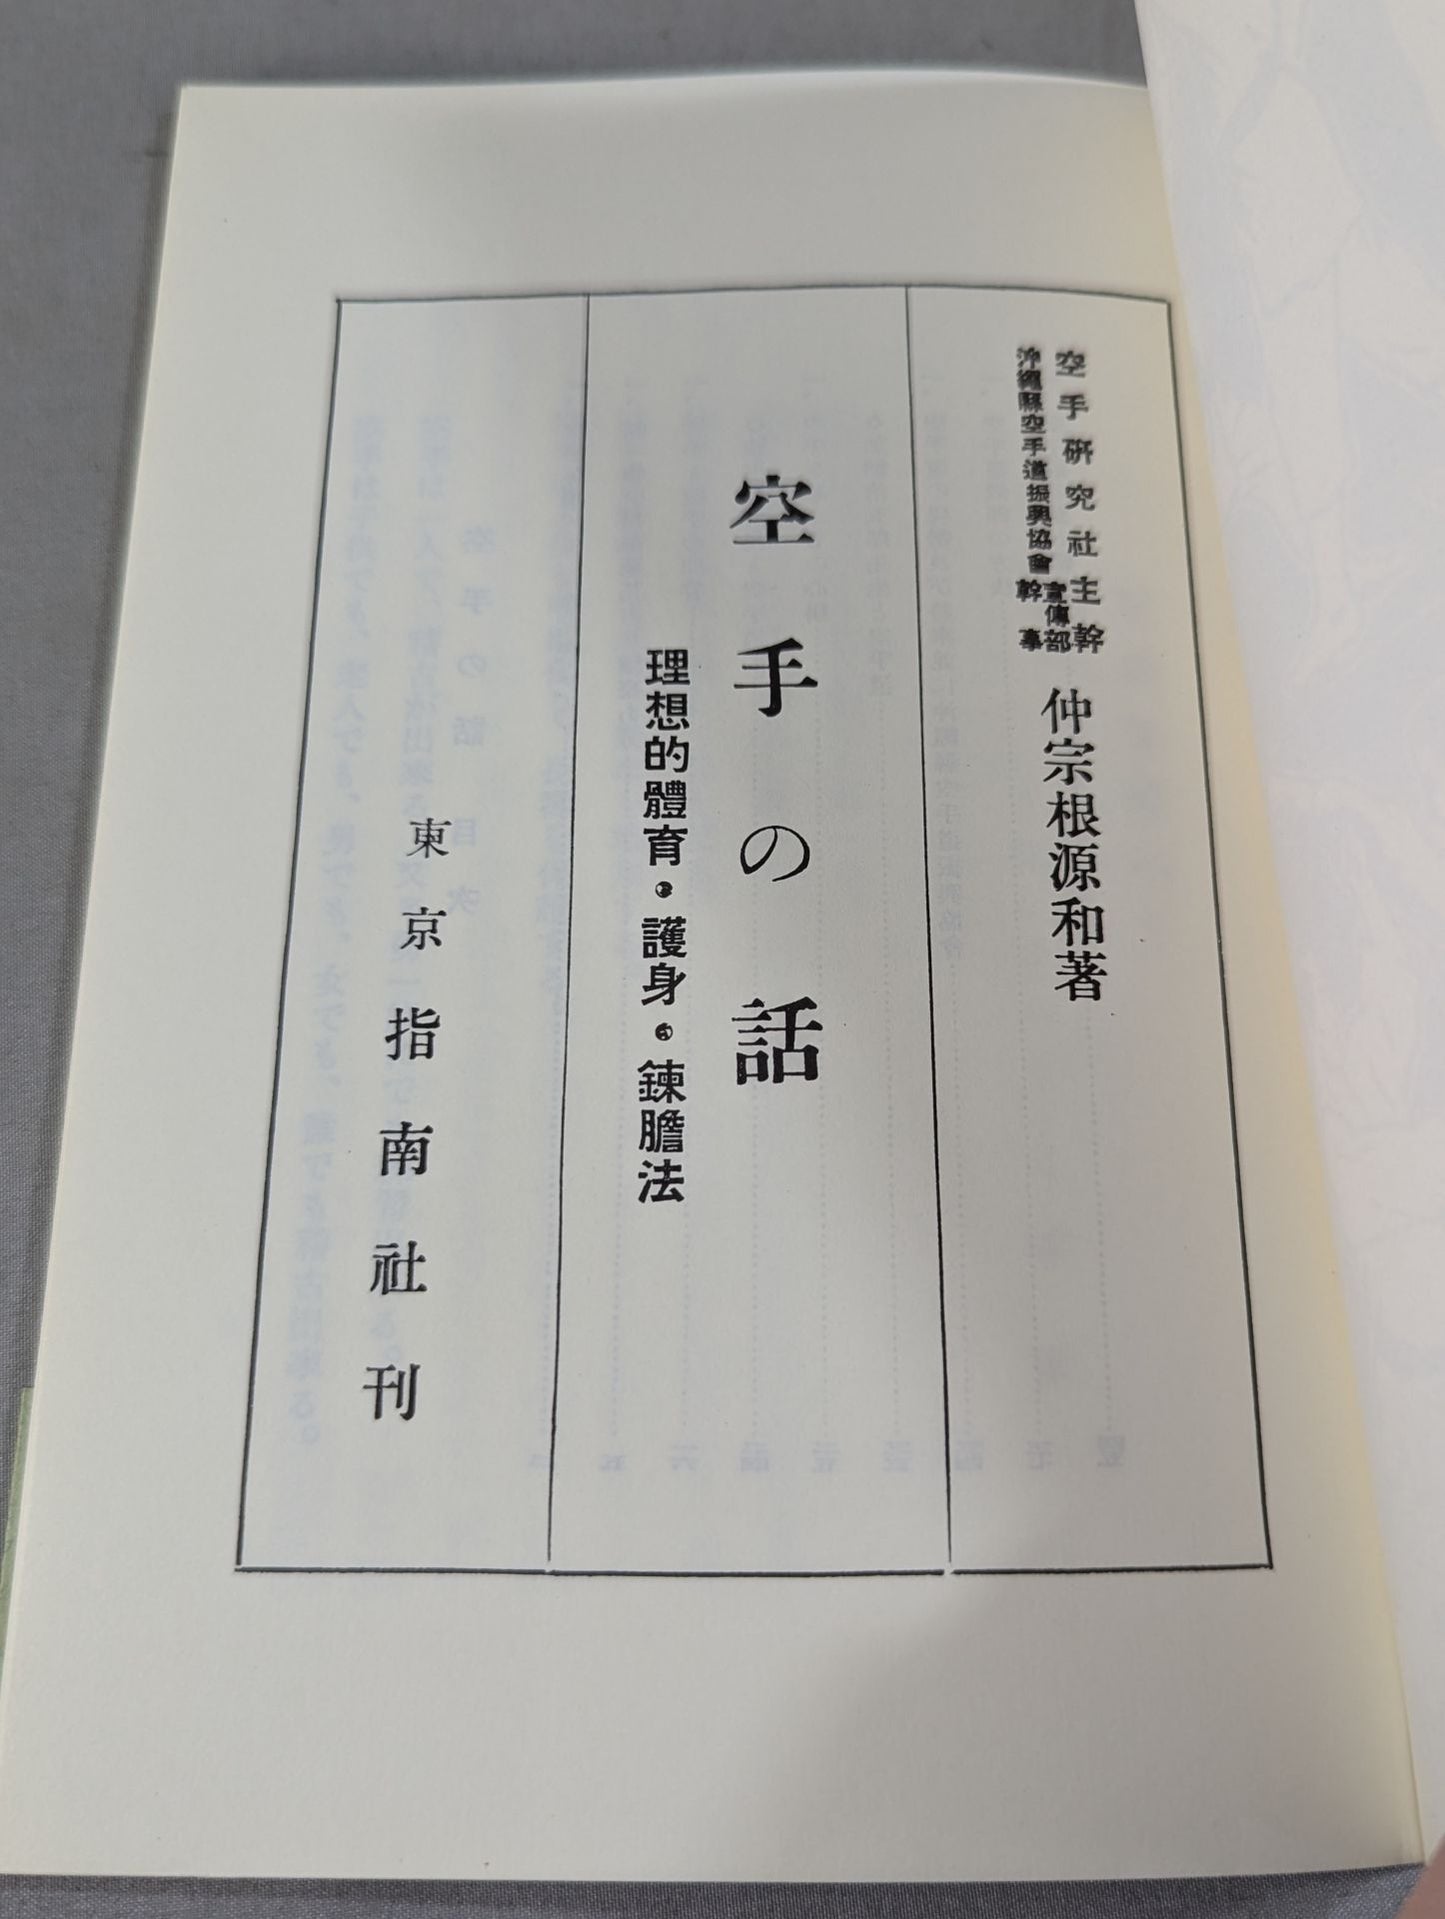 空手研究社主幹
沖繩縣空手道振興協會 宣傳部 幹事
仲宗根源和著
空手の話
理想的體育・護身・錬膽法
東京 指南社刊